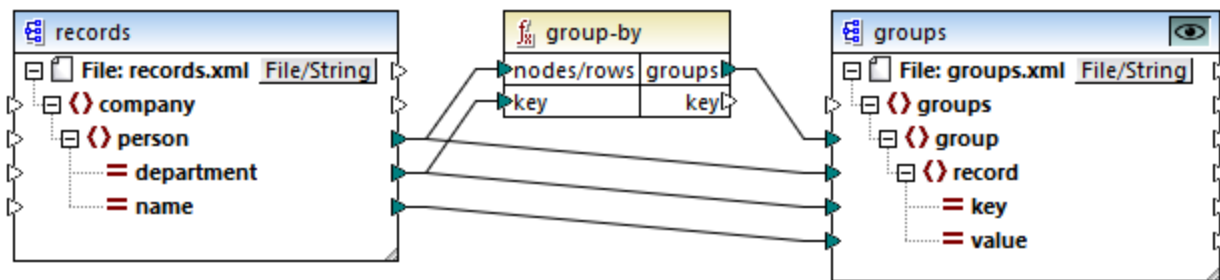 records
File: records.xml File/String
company
person
department
name
group-by
nodes/rows groups
key key
groups
File: groups.xml File/String
groups
group
record
key
value